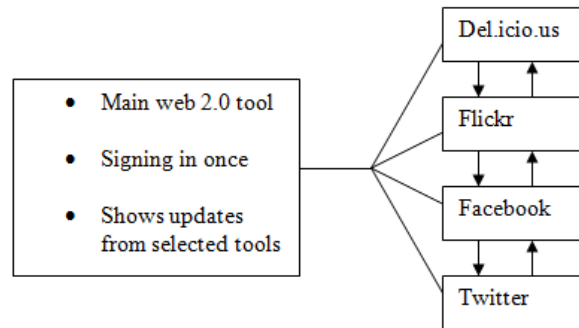 • Main web 2.0 tool
• Signing in once
• Shows updates
from selected tools
Del.icio.us
Flickr
Facebook
Twitter